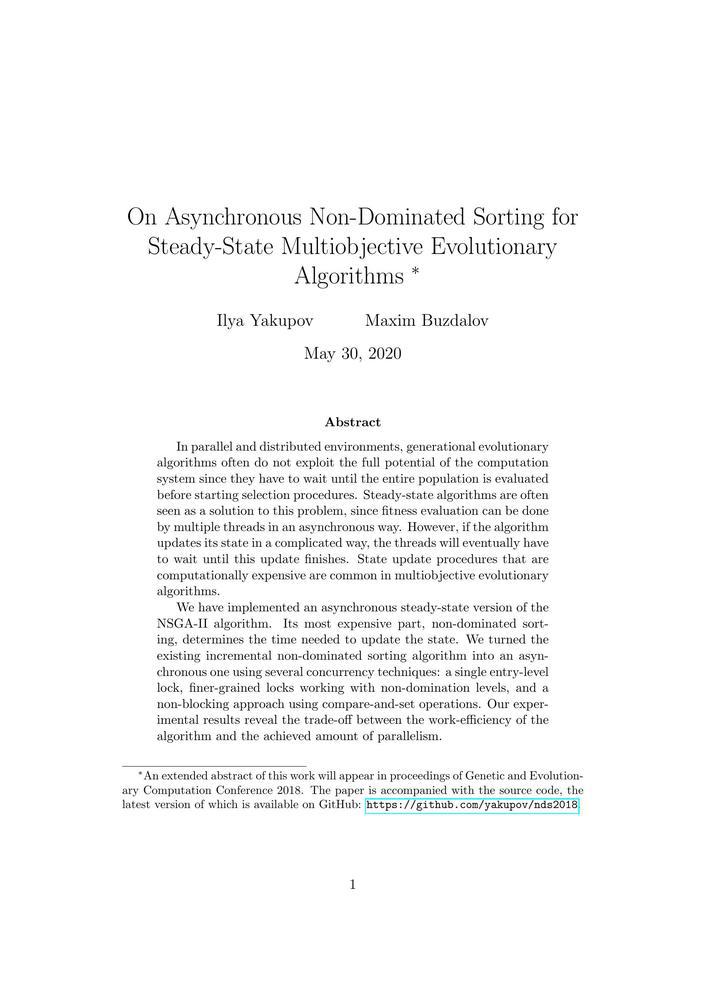 On Asynchronous Non-Dominated Sorting for
Steady-State Multiobjective Evolutionary
Algorithms *
Ilya Yakupov Maxim Buzdalov
May 30, 2020
Abstract
In parallel and distributed environments, generational evolutionary
algorithms often do not exploit the full potential of the computation
system since they have to wait until the entire population is evaluated
before starting selection procedures. Steady-state algorithms are often
seen as a solution to this problem, since fitness evaluation can be done
by multiple threads in an asynchronous way. However, if the algorithm
updates its state in a complicated way, the threads will eventually have
to wait until this update finishes. State update procedures that are
computationally expensive are common in multiobjective evolutionary
algorithms.
We have implemented an asynchronous steady-state version of the
NSGA-II algorithm. Its most expensive part, non-dominated sort-
ing, determines the time needed to update the state. We turned the
existing incremental non-dominated sorting algorithm into an asyn-
chronous one using several concurrency techniques: a single entry-level
lock, finer-grained locks working with non-domination levels, and a
non-blocking approach using compare-and-set operations. Our exper-
imental results reveal the trade-off between the work-efficiency of the
algorithm and the achieved amount of parallelism.
*An extended abstract of this work will appear in proceedings of Genetic and Evolution-
ary Computation Conference 2018. The paper is accompanied with the source code, the
latest version of which is available on GitHub: https://github.com/yakupov/nds2018
1